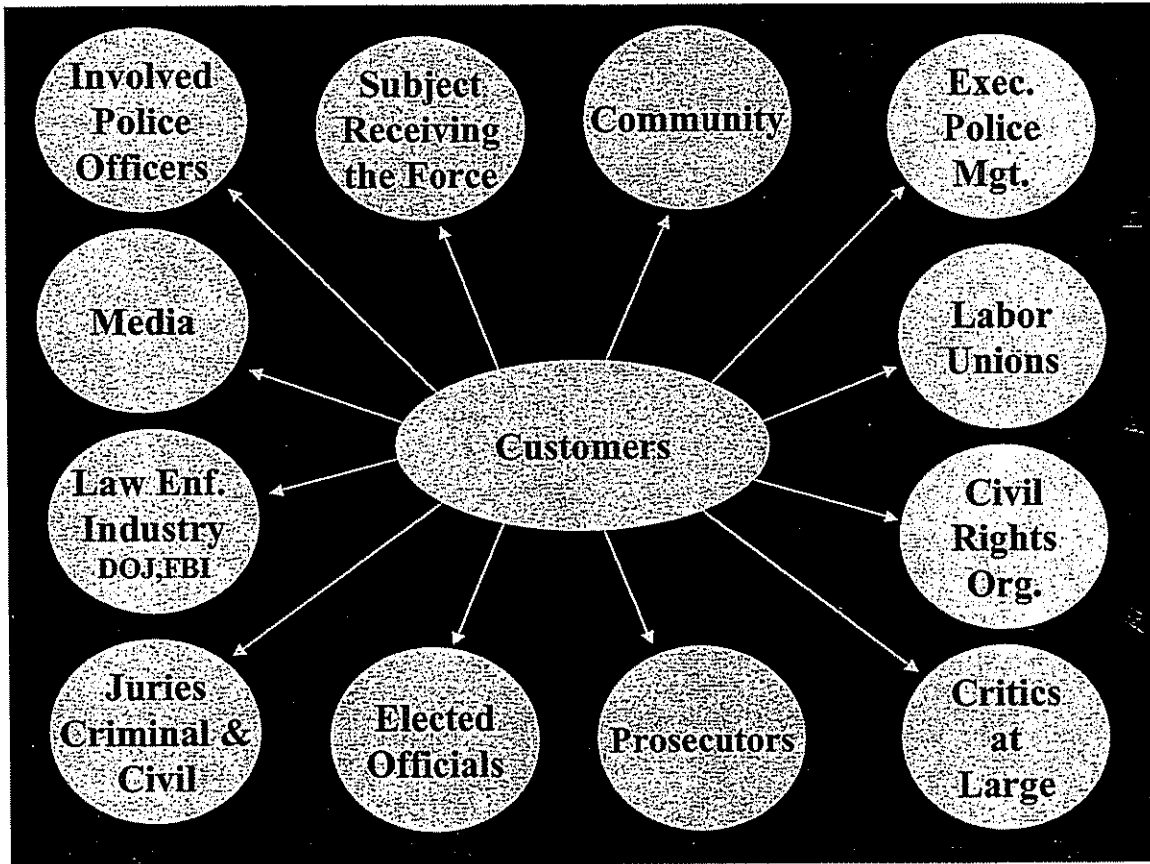 Involved
Police
Officers
Subject
Receiving
the Force
Community
Exec.
Police
Mgt.
Media
Labor
Unions
Customers
Law Enf.
Industry
DOJ,FBI
Civil
Rights
Org.
Juries
Criminal &
Civil
Elected
Officials
Prosecutors
Critics
at
Large